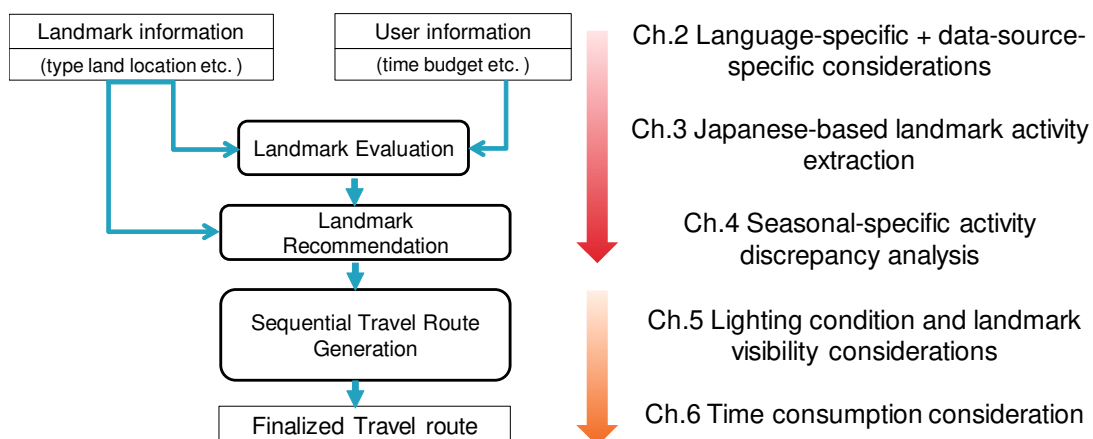 Landmark information
(type land location etc. )
User information
(time budget etc. )
Landmark Evaluation
Landmark
Recommendation
Sequential Travel Route
Generation
Finalized Travel route
Ch.2 Language-specific + data-source-
specific considerations
Ch.3 Japanese-based landmark activity
extraction
Ch.4 Seasonal-specific activity
discrepancy analysis
Ch.5 Lighting condition and landmark
visibility considerations
Ch.6 Time consumption consideration